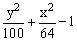 y²/100 + x²/64 − 1